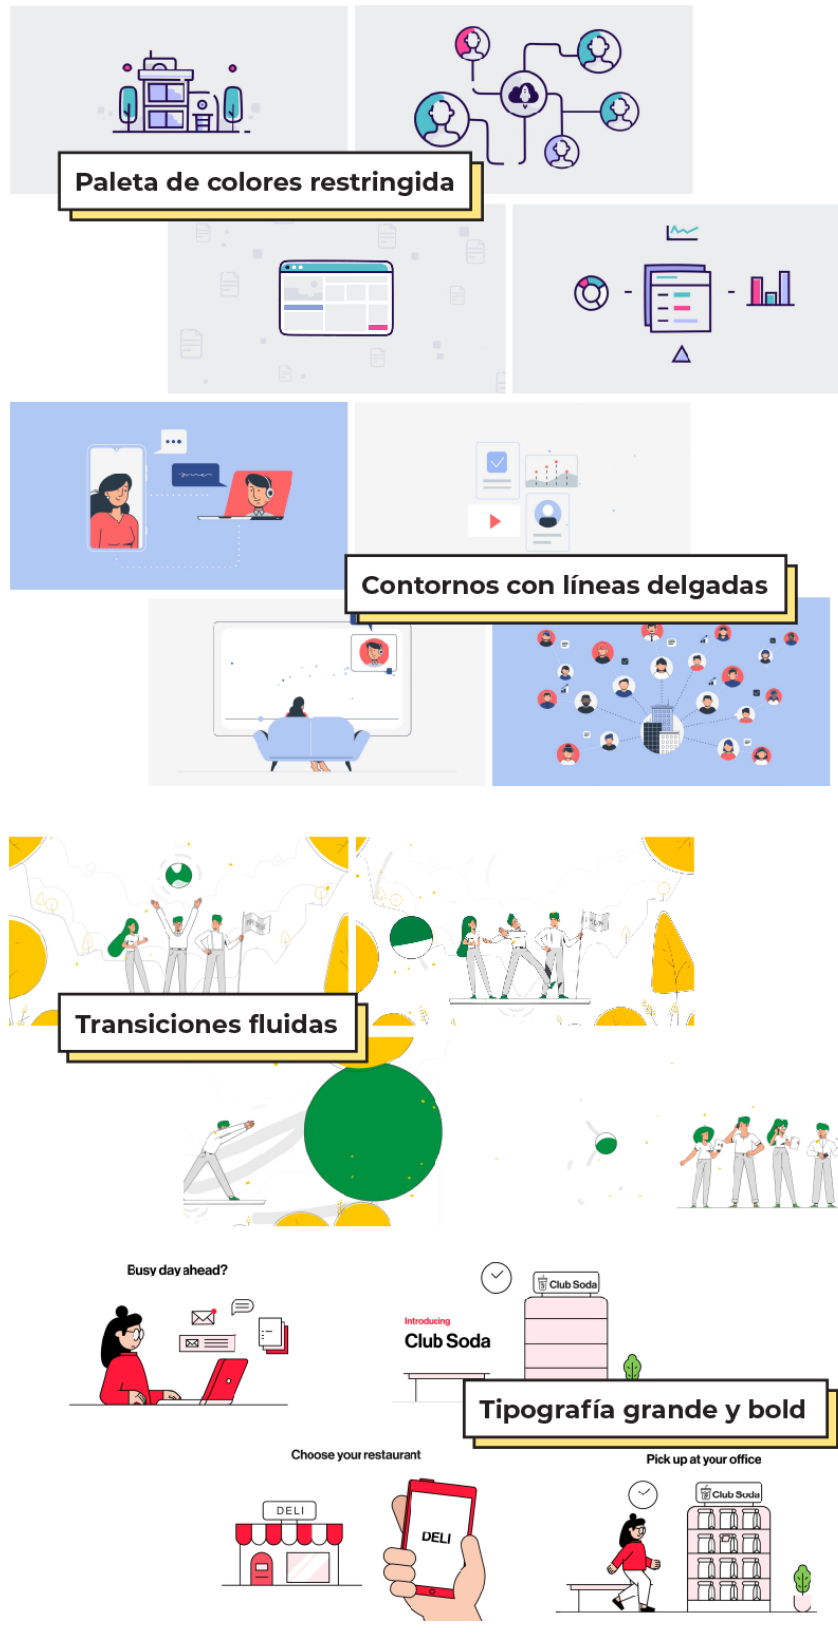 Paleta de colores restringida
Contornos con líneas delgadas
Transiciones fluidas
Busy day ahead?
Club Soda
Introducing
Club Soda
Tipografía grande y bold
Choose your restaurant
Pick up at your office
DELI
Club Soda
DELI